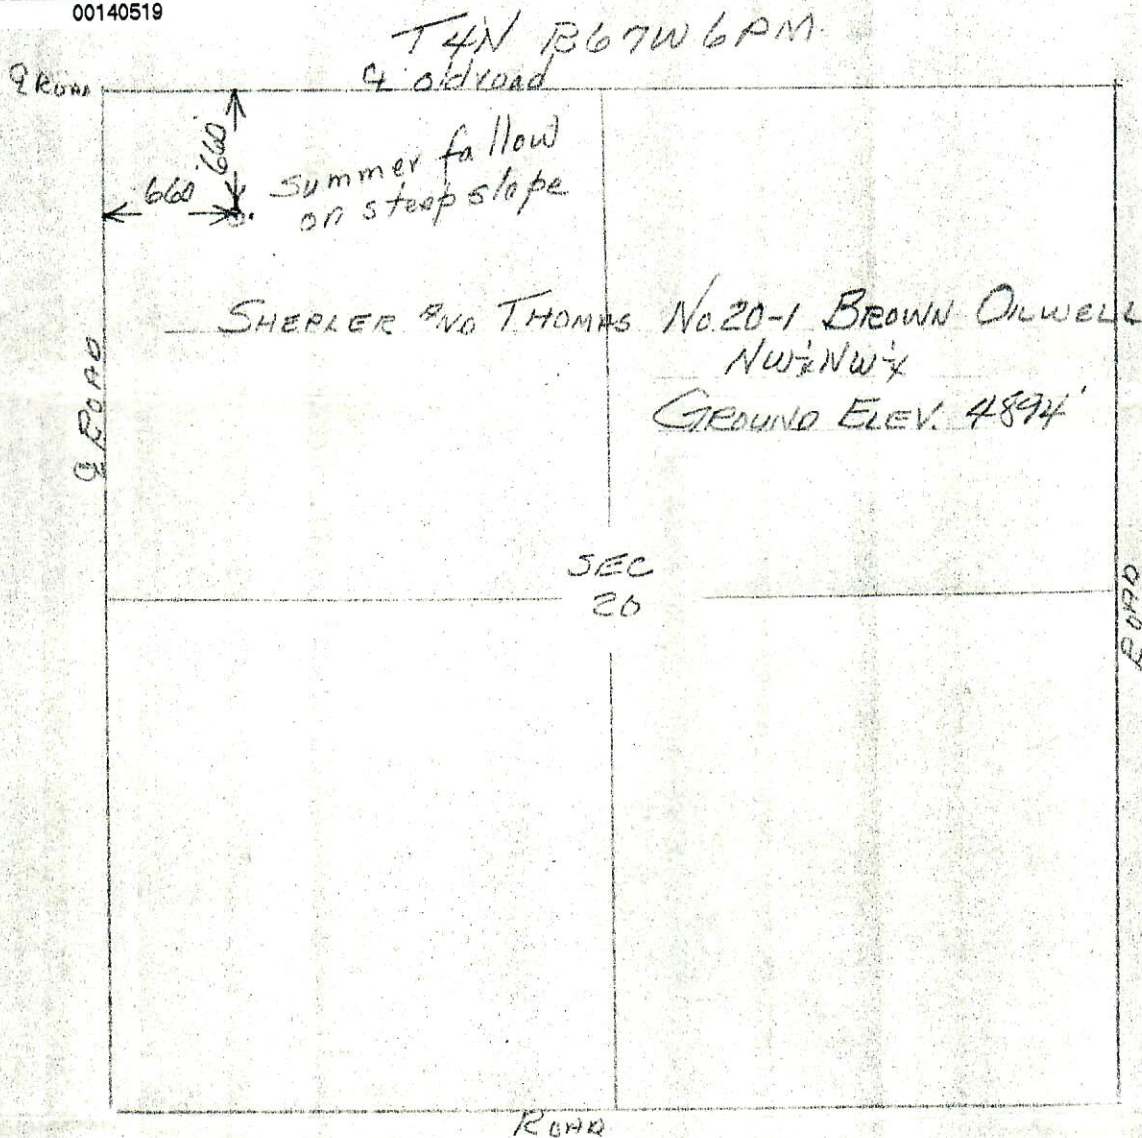 00140519
T4N R67W 6PM
℄ ROAD
℄ old road
660'
660'
summer fallow
on steep slope
SHEPLER AND THOMAS No. 20-1 BROWN OILWELL
NW¼NW¼
GROUND ELEV. 4894'
℄ ROAD
SEC
20
ROAD
ROAD